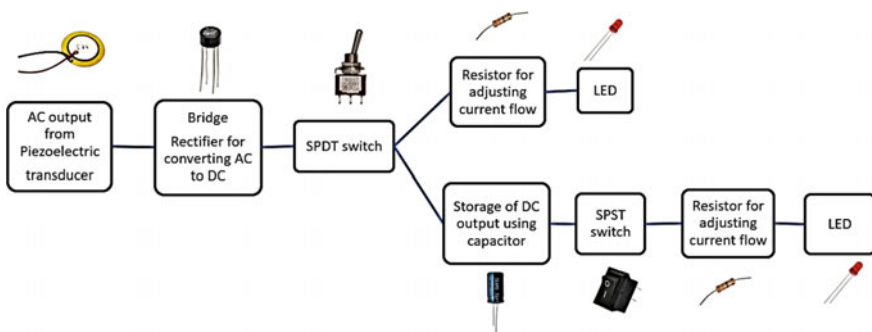 AC output
from
Piezoelectric
transducer
Bridge
Rectifier for
converting AC
to DC
SPDT switch
Resistor for
adjusting
current flow
LED
Storage of DC
output using
capacitor
SPST
switch
Resistor for
adjusting
current flow
LED